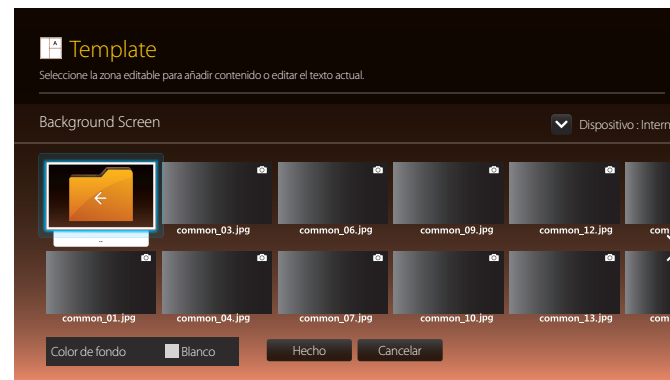 Template
Seleccione la zona editable para añadir contenido o editar el texto actual.
Background Screen
Dispositivo : Intern
..
common_03.jpg
common_06.jpg
common_09.jpg
common_12.jpg
com
common_01.jpg
common_04.jpg
common_07.jpg
common_10.jpg
common_13.jpg
com
Color de fondo
Blanco
Hecho
Cancelar